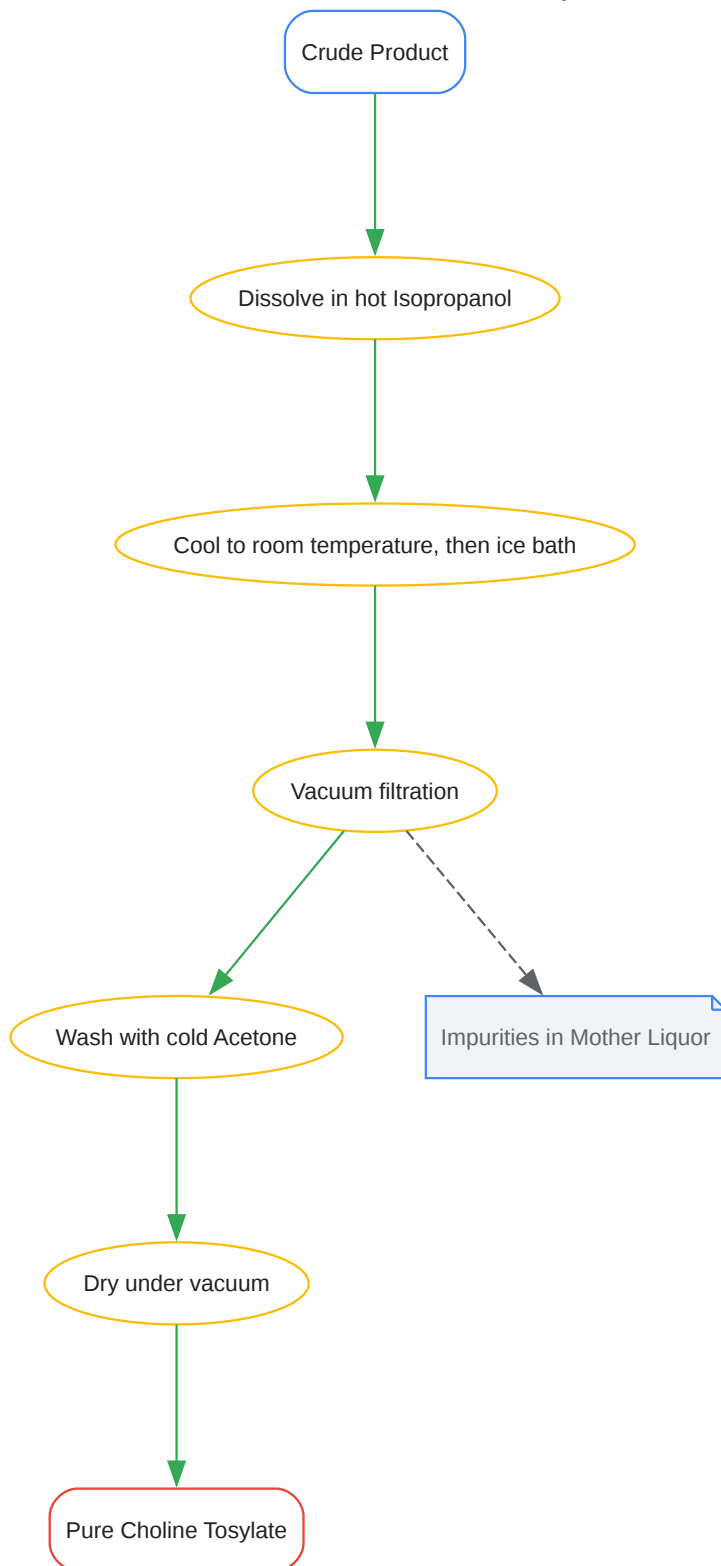 Crude Product
Dissolve in hot Isopropanol
Cool to room temperature, then ice bath
Vacuum filtration
Wash with cold Acetone
Impurities in Mother Liquor
Dry under vacuum
Pure Choline Tosylate